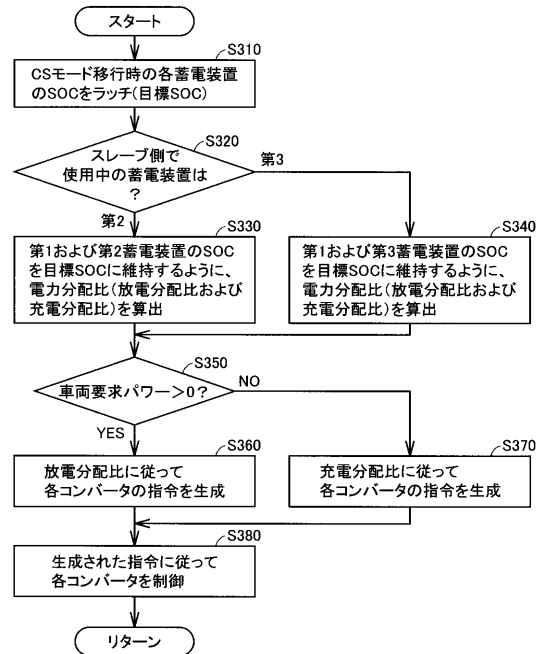 スタート
S310
CSモード移行時の各蓄電装置
のSOCをラッチ(目標SOC)
S320
スレーブ側で
使用中の蓄電装置は
?
第3
第2
S330
第1および第2蓄電装置のSOC
を目標SOCに維持するように、
電力分配比(放電分配比および
充電分配比)を算出
S340
第1および第3蓄電装置のSOC
を目標SOCに維持するように、
電力分配比(放電分配比および
充電分配比)を算出
S350
車両要求パワー>0?
NO
YES
S360
放電分配比に従って
各コンバータの指令を生成
S370
充電分配比に従って
各コンバータの指令を生成
S380
生成された指令に従って
各コンバータを制御
リターン